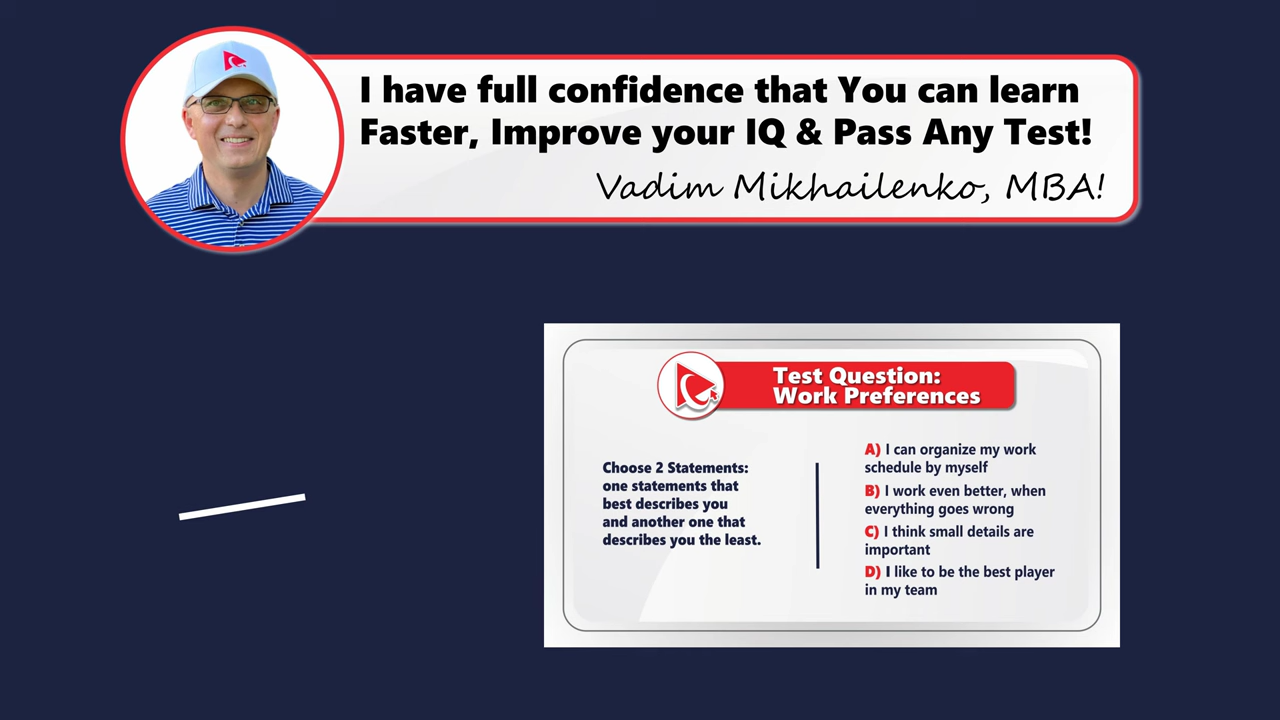 I have full confidence that You can learn
Faster, Improve your IQ & Pass Any Test!
Vadim Mikhailenko, MBA!
Test Question:
Work Preferences
Choose 2 Statements:
one statements that
best describes you
and another one that
describes you the least.
A) I can organize my work
schedule by myself
B) I work even better, when
everything goes wrong
C) I think small details are
important
D) I like to be the best player
in my team